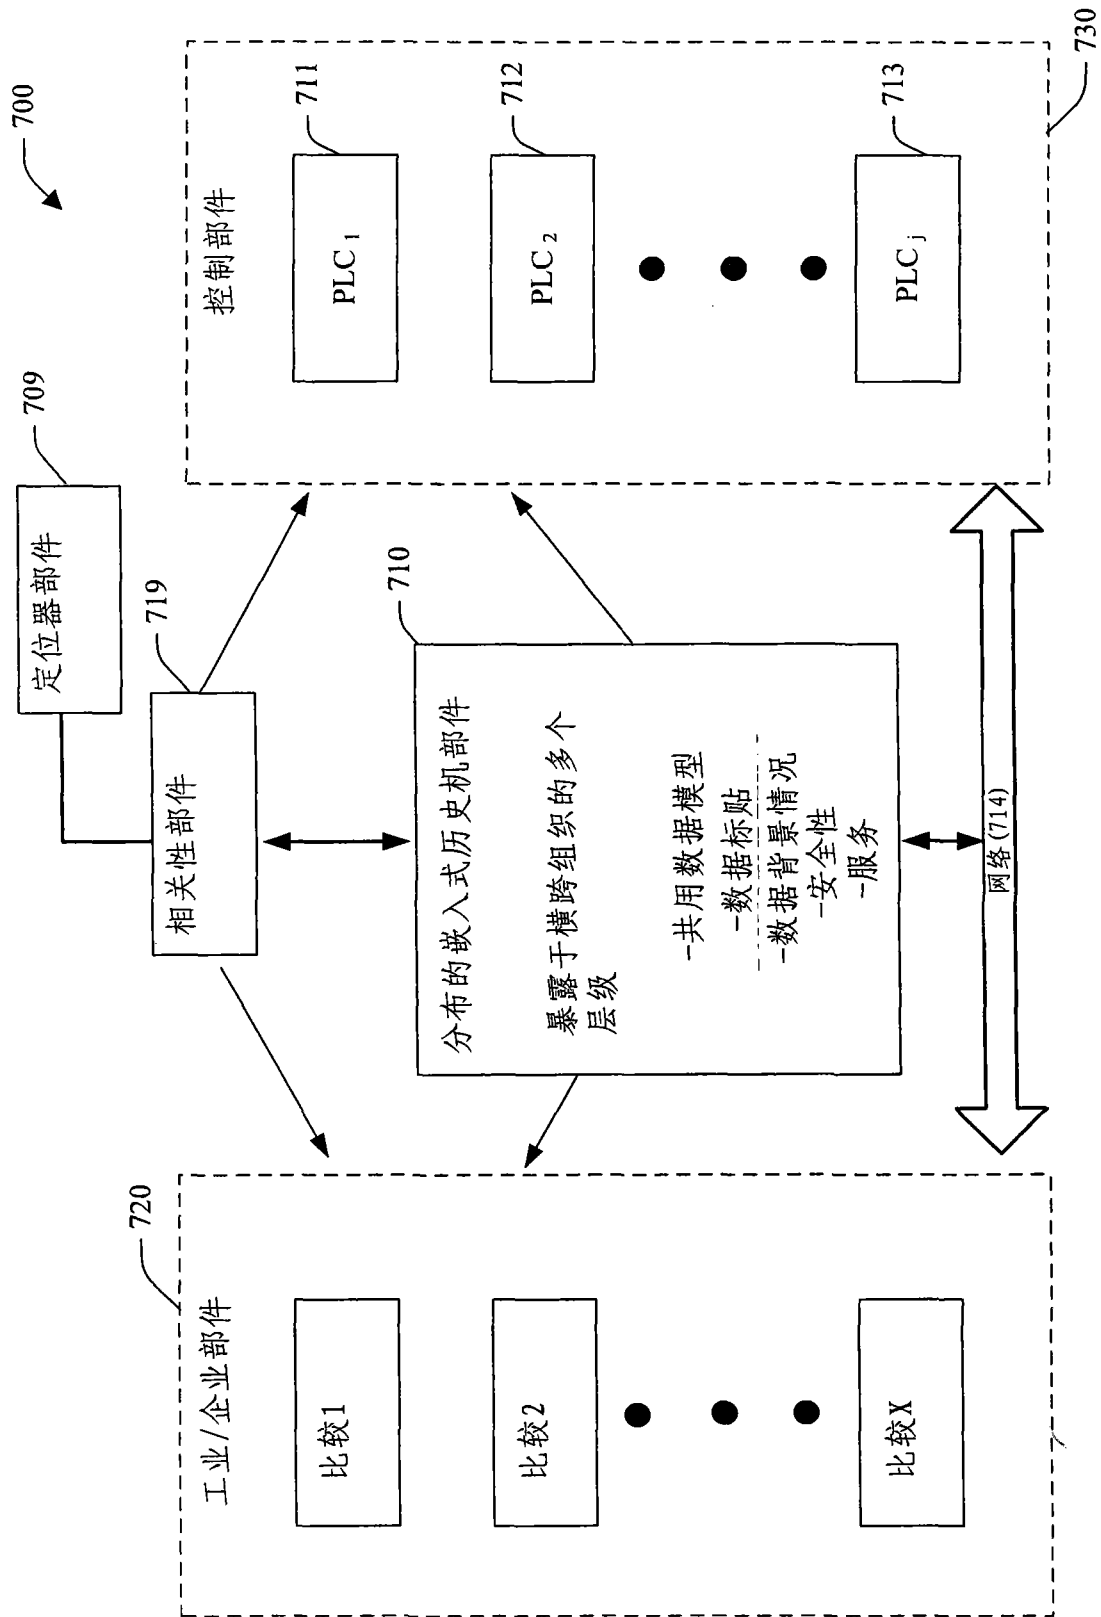 700
709
定位器部件
719
相关性部件
720
工业/企业部件
比较1
比较2
比较X
710
分布的嵌入式历史机部件
暴露于横跨组织的多个
层级
-共用数据模型
-数据标贴
-数据背景情况
-安全性
-服务
控制部件
PLC 1
711
PLC 2
712
PLC j
713
730
网络(714)